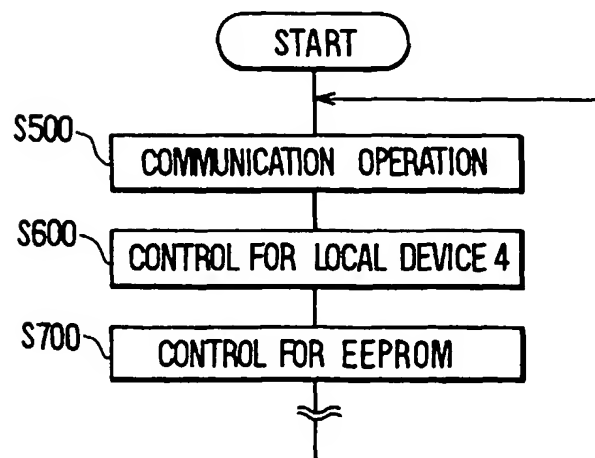 START
S500
COMMUNICATION OPERATION
S600
CONTROL FOR LOCAL DEVICE 4
S700
CONTROL FOR EEPROM